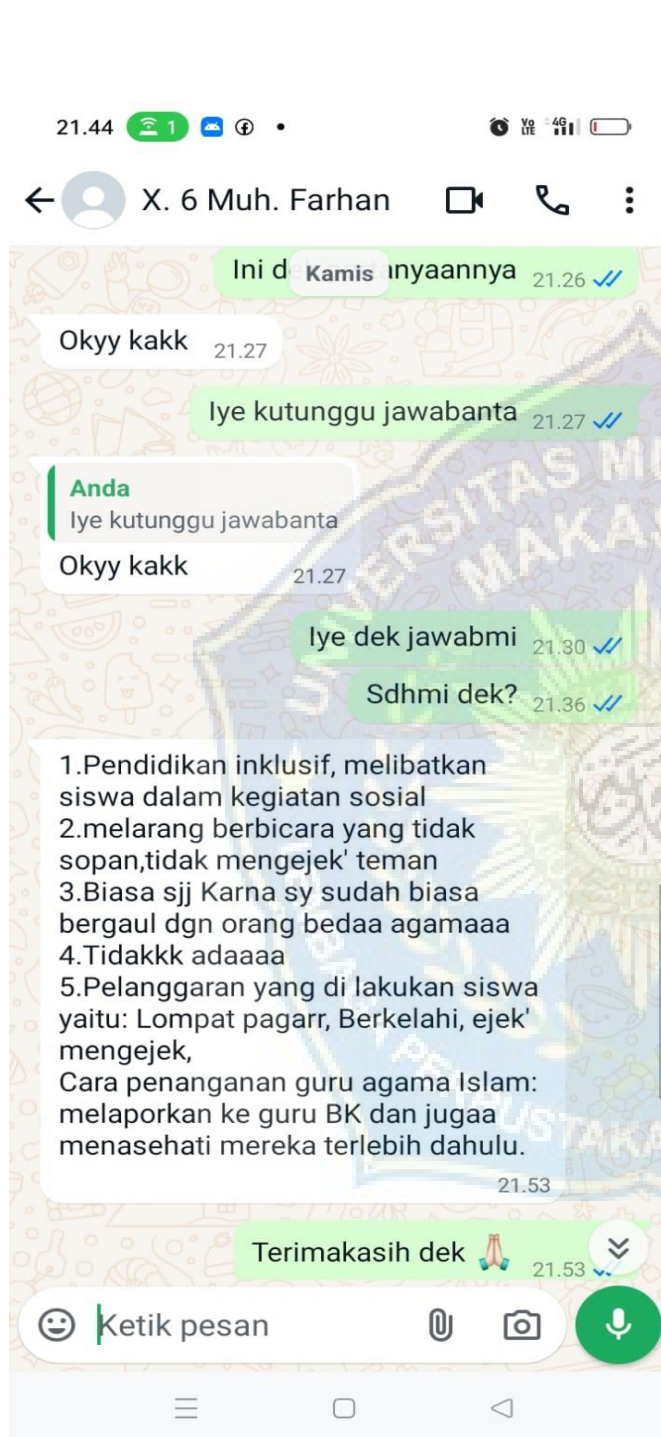 21.44 1
Vo LTE 4G
X. 6 Muh. Farhan
Kamis
Ini d nyaannya 21.26
Okyy kakk 21.27
Iye kutunggu jawabanta 21.27
Anda
Iye kutunggu jawabanta
Okyy kakk 21.27
Iye dek jawabmi 21.30
Sdhmi dek? 21.36
1.Pendidikan inklusif, melibatkan
siswa dalam kegiatan sosial
2.melarang berbicara yang tidak
sopan,tidak mengejek' teman
3.Biasa sjj Karna sy sudah biasa
bergaul dgn orang bedaa agamaaa
4.Tidakkk adaaaa
5.Pelanggaran yang di lakukan siswa
yaitu: Lompat pagarr, Berkelahi, ejek'
mengejek,
Cara penanganan guru agama Islam:
melaporkan ke guru BK dan jugaa
menasehati mereka terlebih dahulu.
21.53
Terimakasih dek 🙏 21.53
Ketik pesan